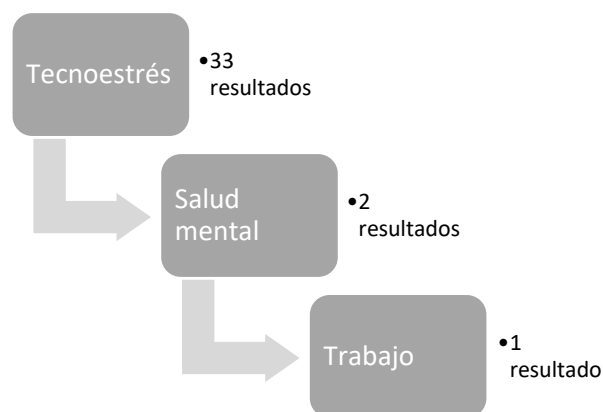 Tecnoestrés
•33
resultados
Salud
mental
•2
resultados
Trabajo
•1
resultado